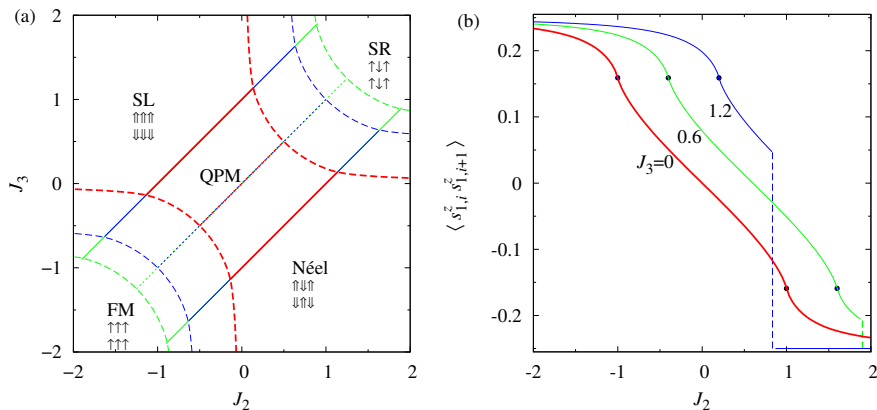 (a)
2
1
0
−1
−2
J3
SL
⇑⇑⇑
⇓⇓⇓
SR
↑↓↑
↑↓↑
QPM
Néel
⇑⇓⇑
⇓⇑⇓
FM
↑↑↑
↑↑↑
−2 −1 0 1 2
J2
(b)
0.2
0.1
0
-0.1
-0.2
⟨ s^z_{1,i} s^z_{1,i+1} ⟩
1.2
0.6
J3=0
-2 -1 0 1 2
J2